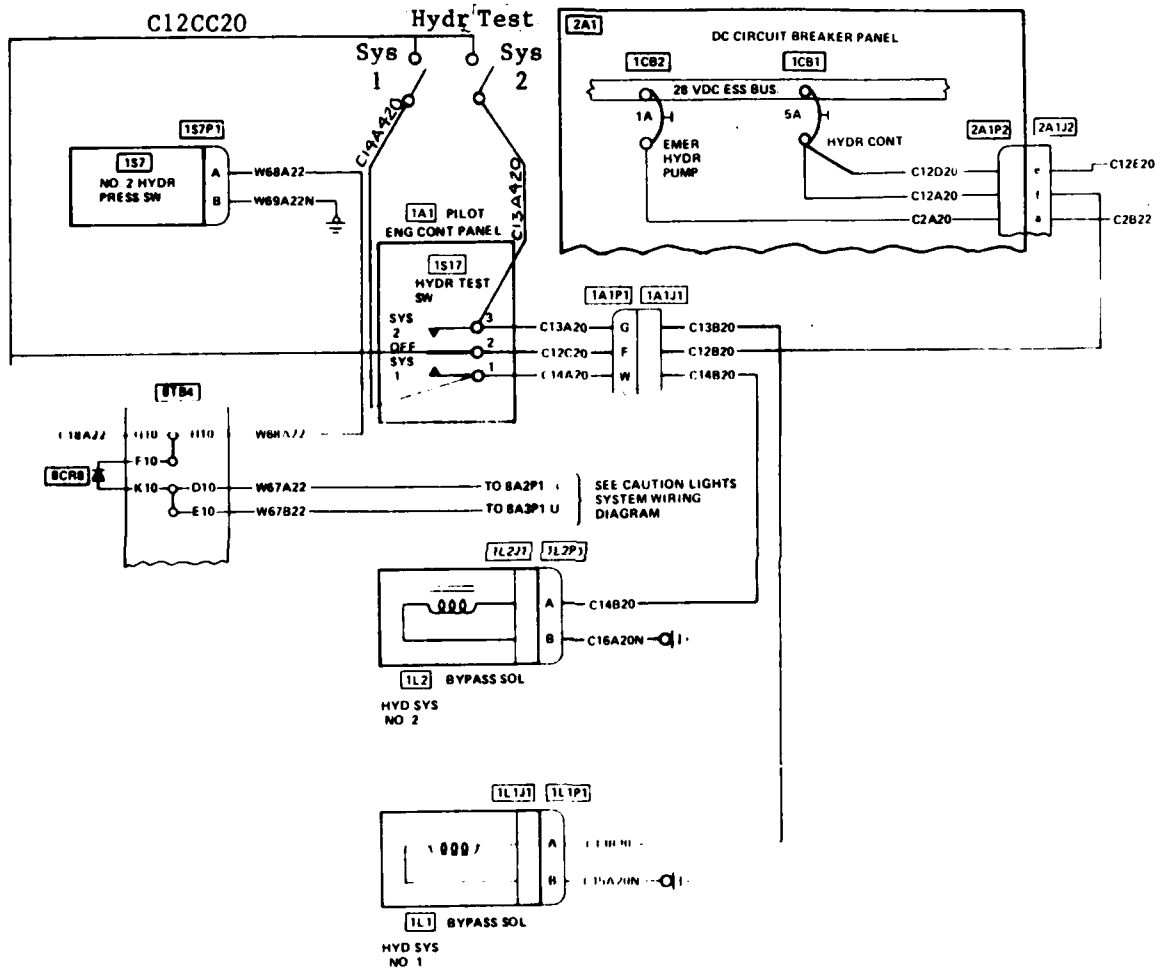 C12CC20
Hydr Test
Sys 1
Sys 2
2A1
DC CIRCUIT BREAKER PANEL
1CB2
1CB1
28 VDC ESS BUS.
1A
5A
EMER HYDR PUMP
HYDR CONT
2A1P2
2A1J2
C12D20
C12A20
C2A20
e
f
C12E20
C2B22
C14A420
C13A420
1S7P1
1S7
NO. 2 HYDR PRESS SW
A
B
W68A22
W69A22N
1A1 PILOT ENG CONT PANEL
1S17
HYDR TEST SW
SYS 2
OFF
SYS 1
3
2
1
1A1P1
1A1J1
C13A20
G
C13B20
C12C20
F
C12B20
C14A20
W
C14B20
8TB4
C18A22
H10
W68A22
8CR8
F10
K10
D10
W67A22
TO 8A2P1
E10
W67B22
TO 8A3P1 U
SEE CAUTION LIGHTS
SYSTEM WIRING
DIAGRAM
1L2J1
1L2P1
A
C14B20
B
C16A20N
1L2
BYPASS SOL
HYD SYS
NO 2
1L1J1
1L1P1
A
B
C15A20N
1L1
BYPASS SOL
HYD SYS
NO 1